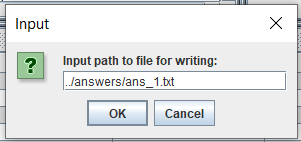 Input
Input path to file for writing:
../answers/ans_1.txt
OK
Cancel